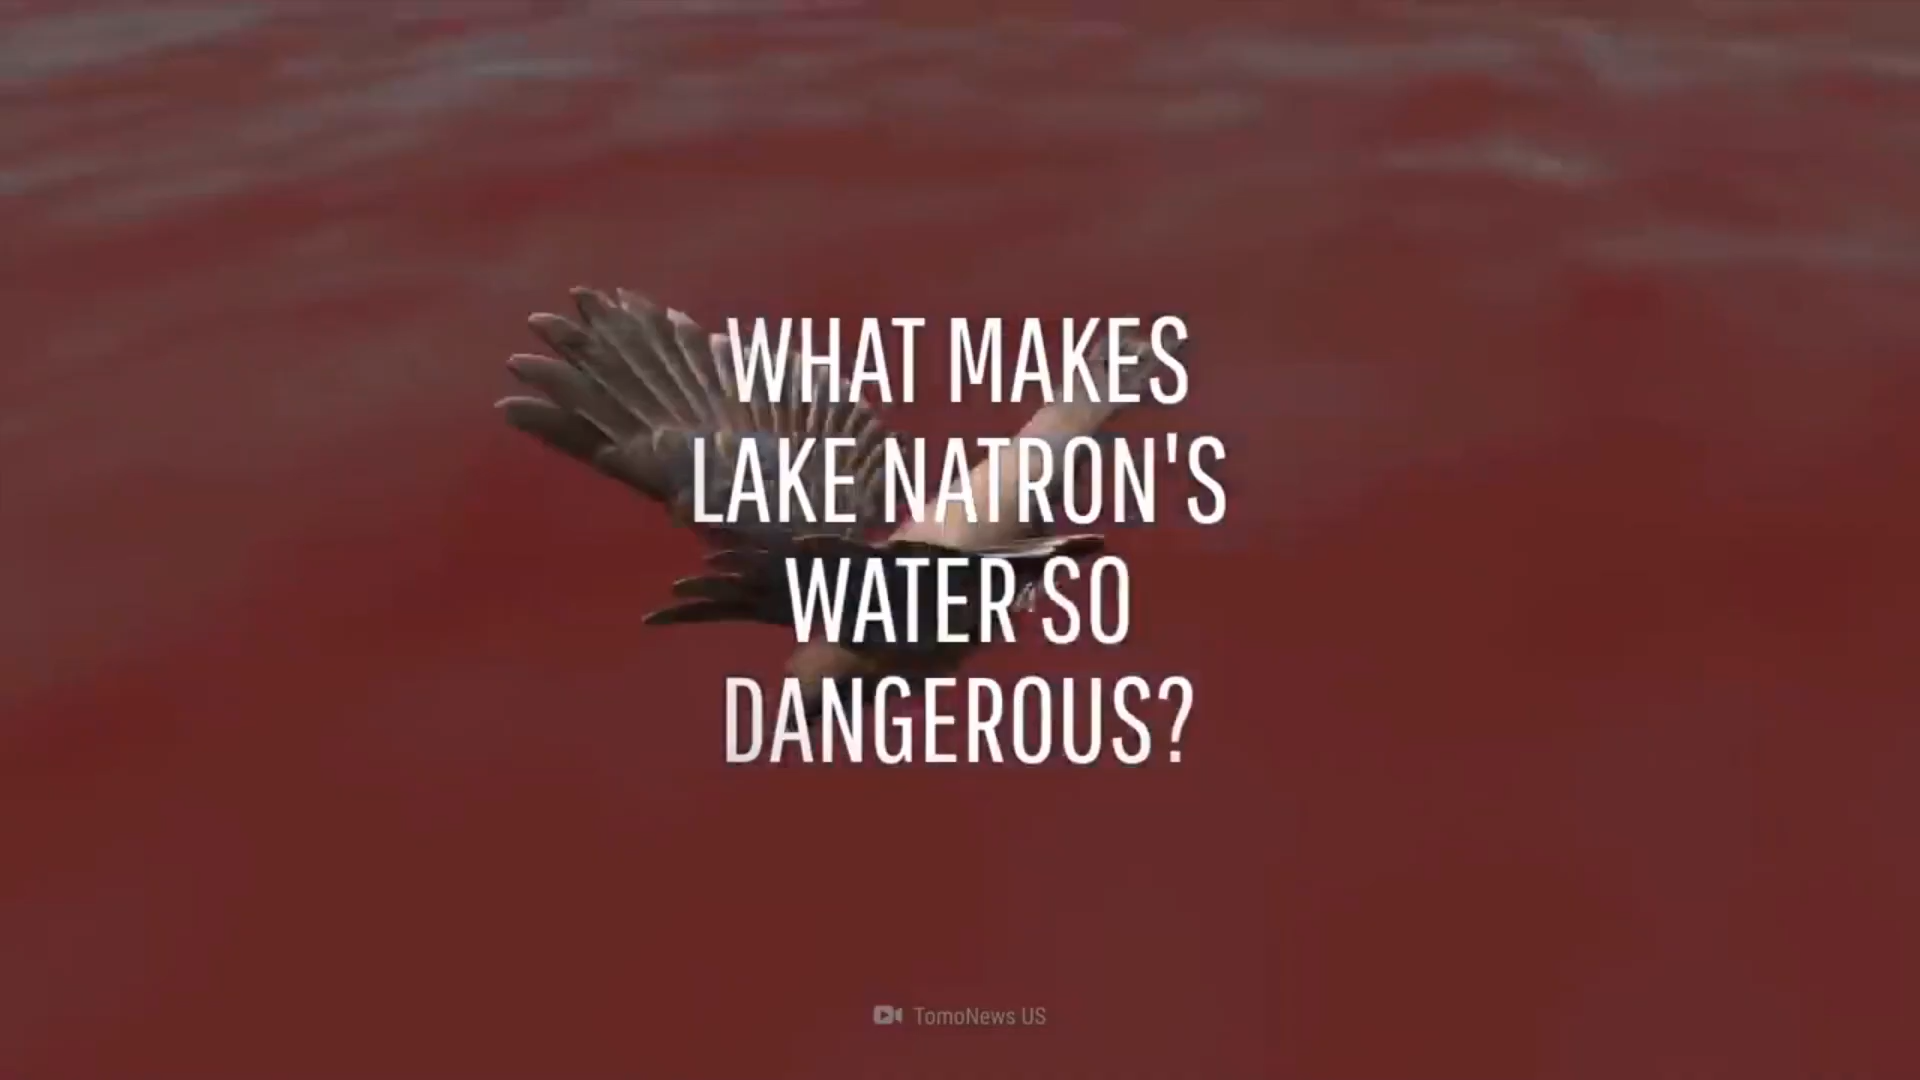 WHAT MAKES
LAKE NATRON'S
WATER SO
DANGEROUS?
TomoNews US